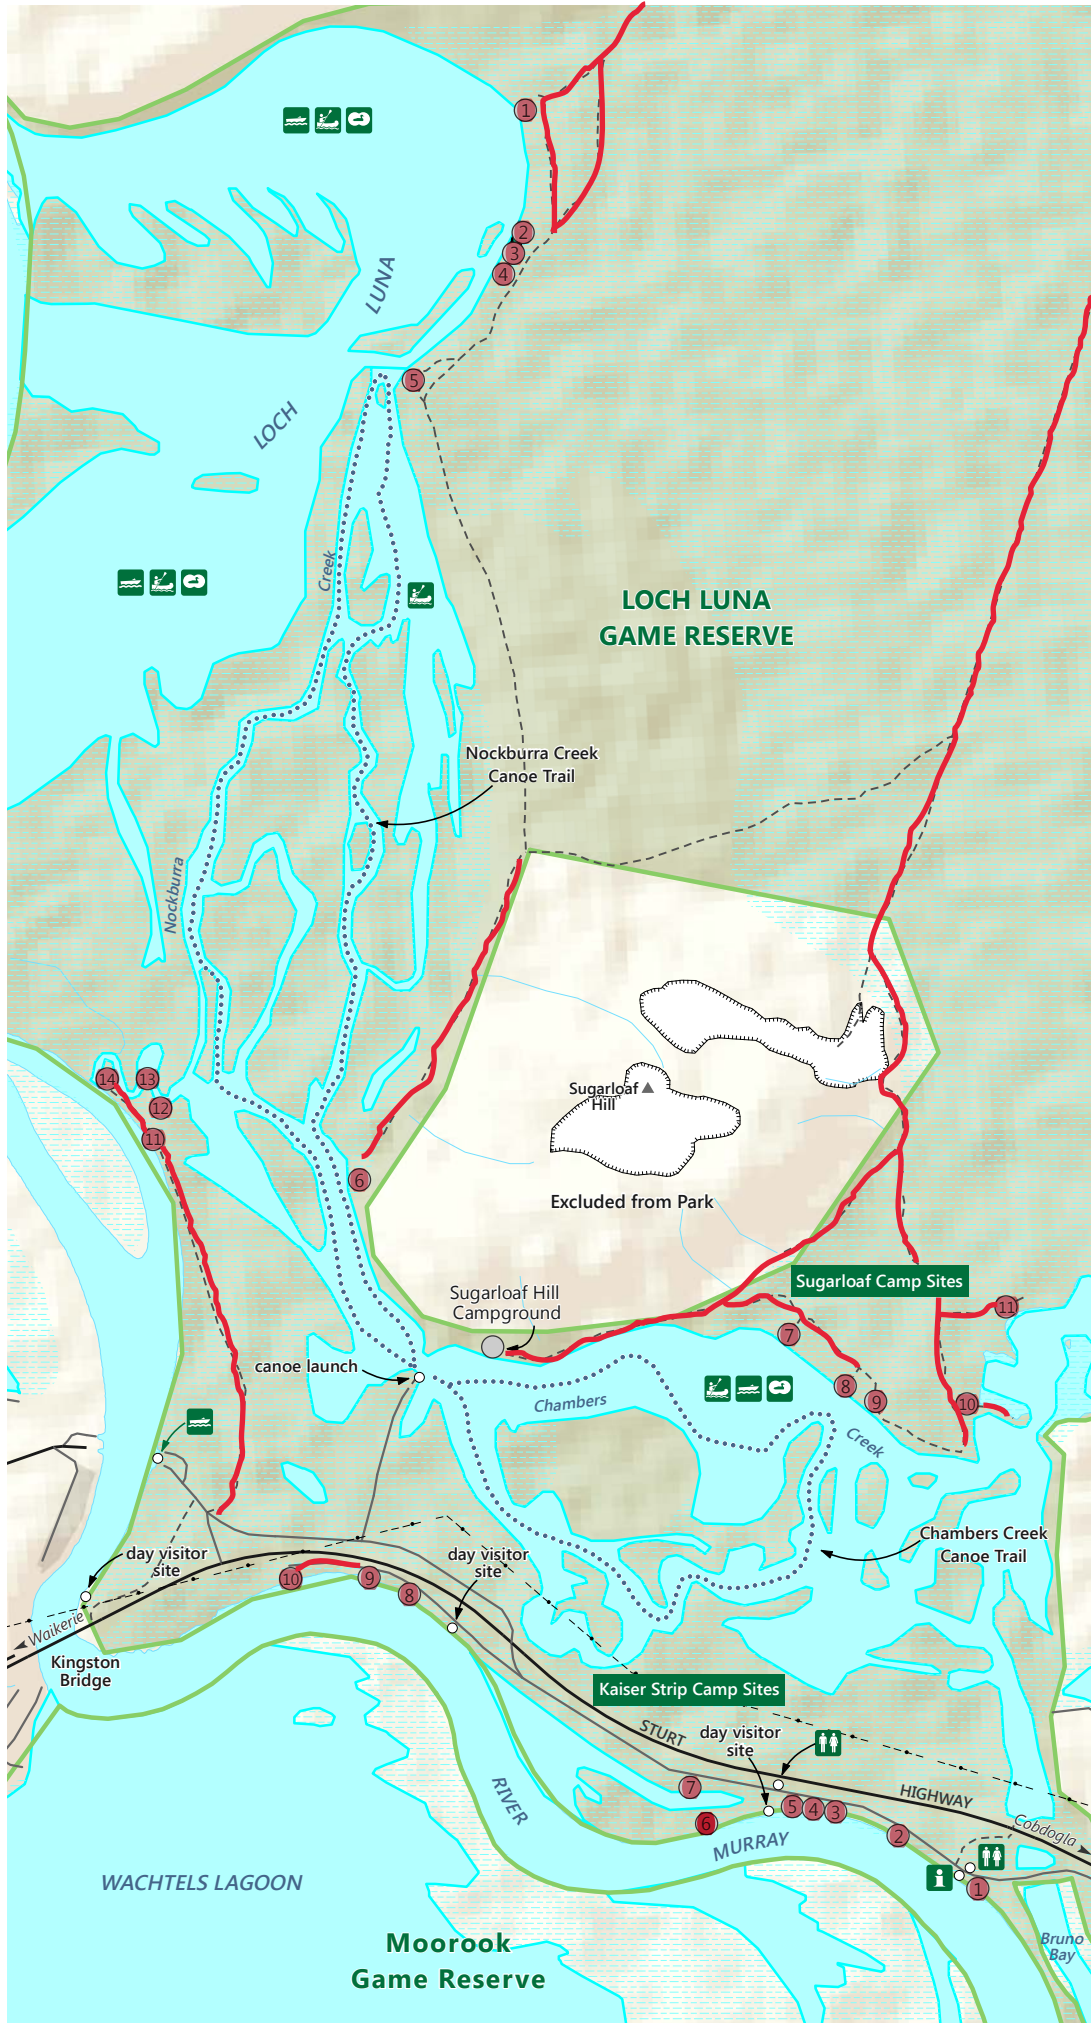 1
2
3
4
LUNA
5
LOCH
Creek
LOCH LUNA
GAME RESERVE
Nockburra Creek
Canoe Trail
Nockburra
14
13
12
11
Sugarloaf
Hill
6
Excluded from Park
Sugarloaf Camp Sites
Sugarloaf Hill
Campground
11
7
canoe launch
8
9
10
Chambers
Creek
Chambers Creek
Canoe Trail
day visitor
site
day visitor
site
10
9
8
Waikerie
Kingston
Bridge
Kaiser Strip Camp Sites
STURT
day visitor
site
HIGHWAY
7
5
4
3
6
2
RIVER
MURRAY
Cobdogla
i
1
WACHTELS LAGOON
Moorook
Game Reserve
Bruno
Bay